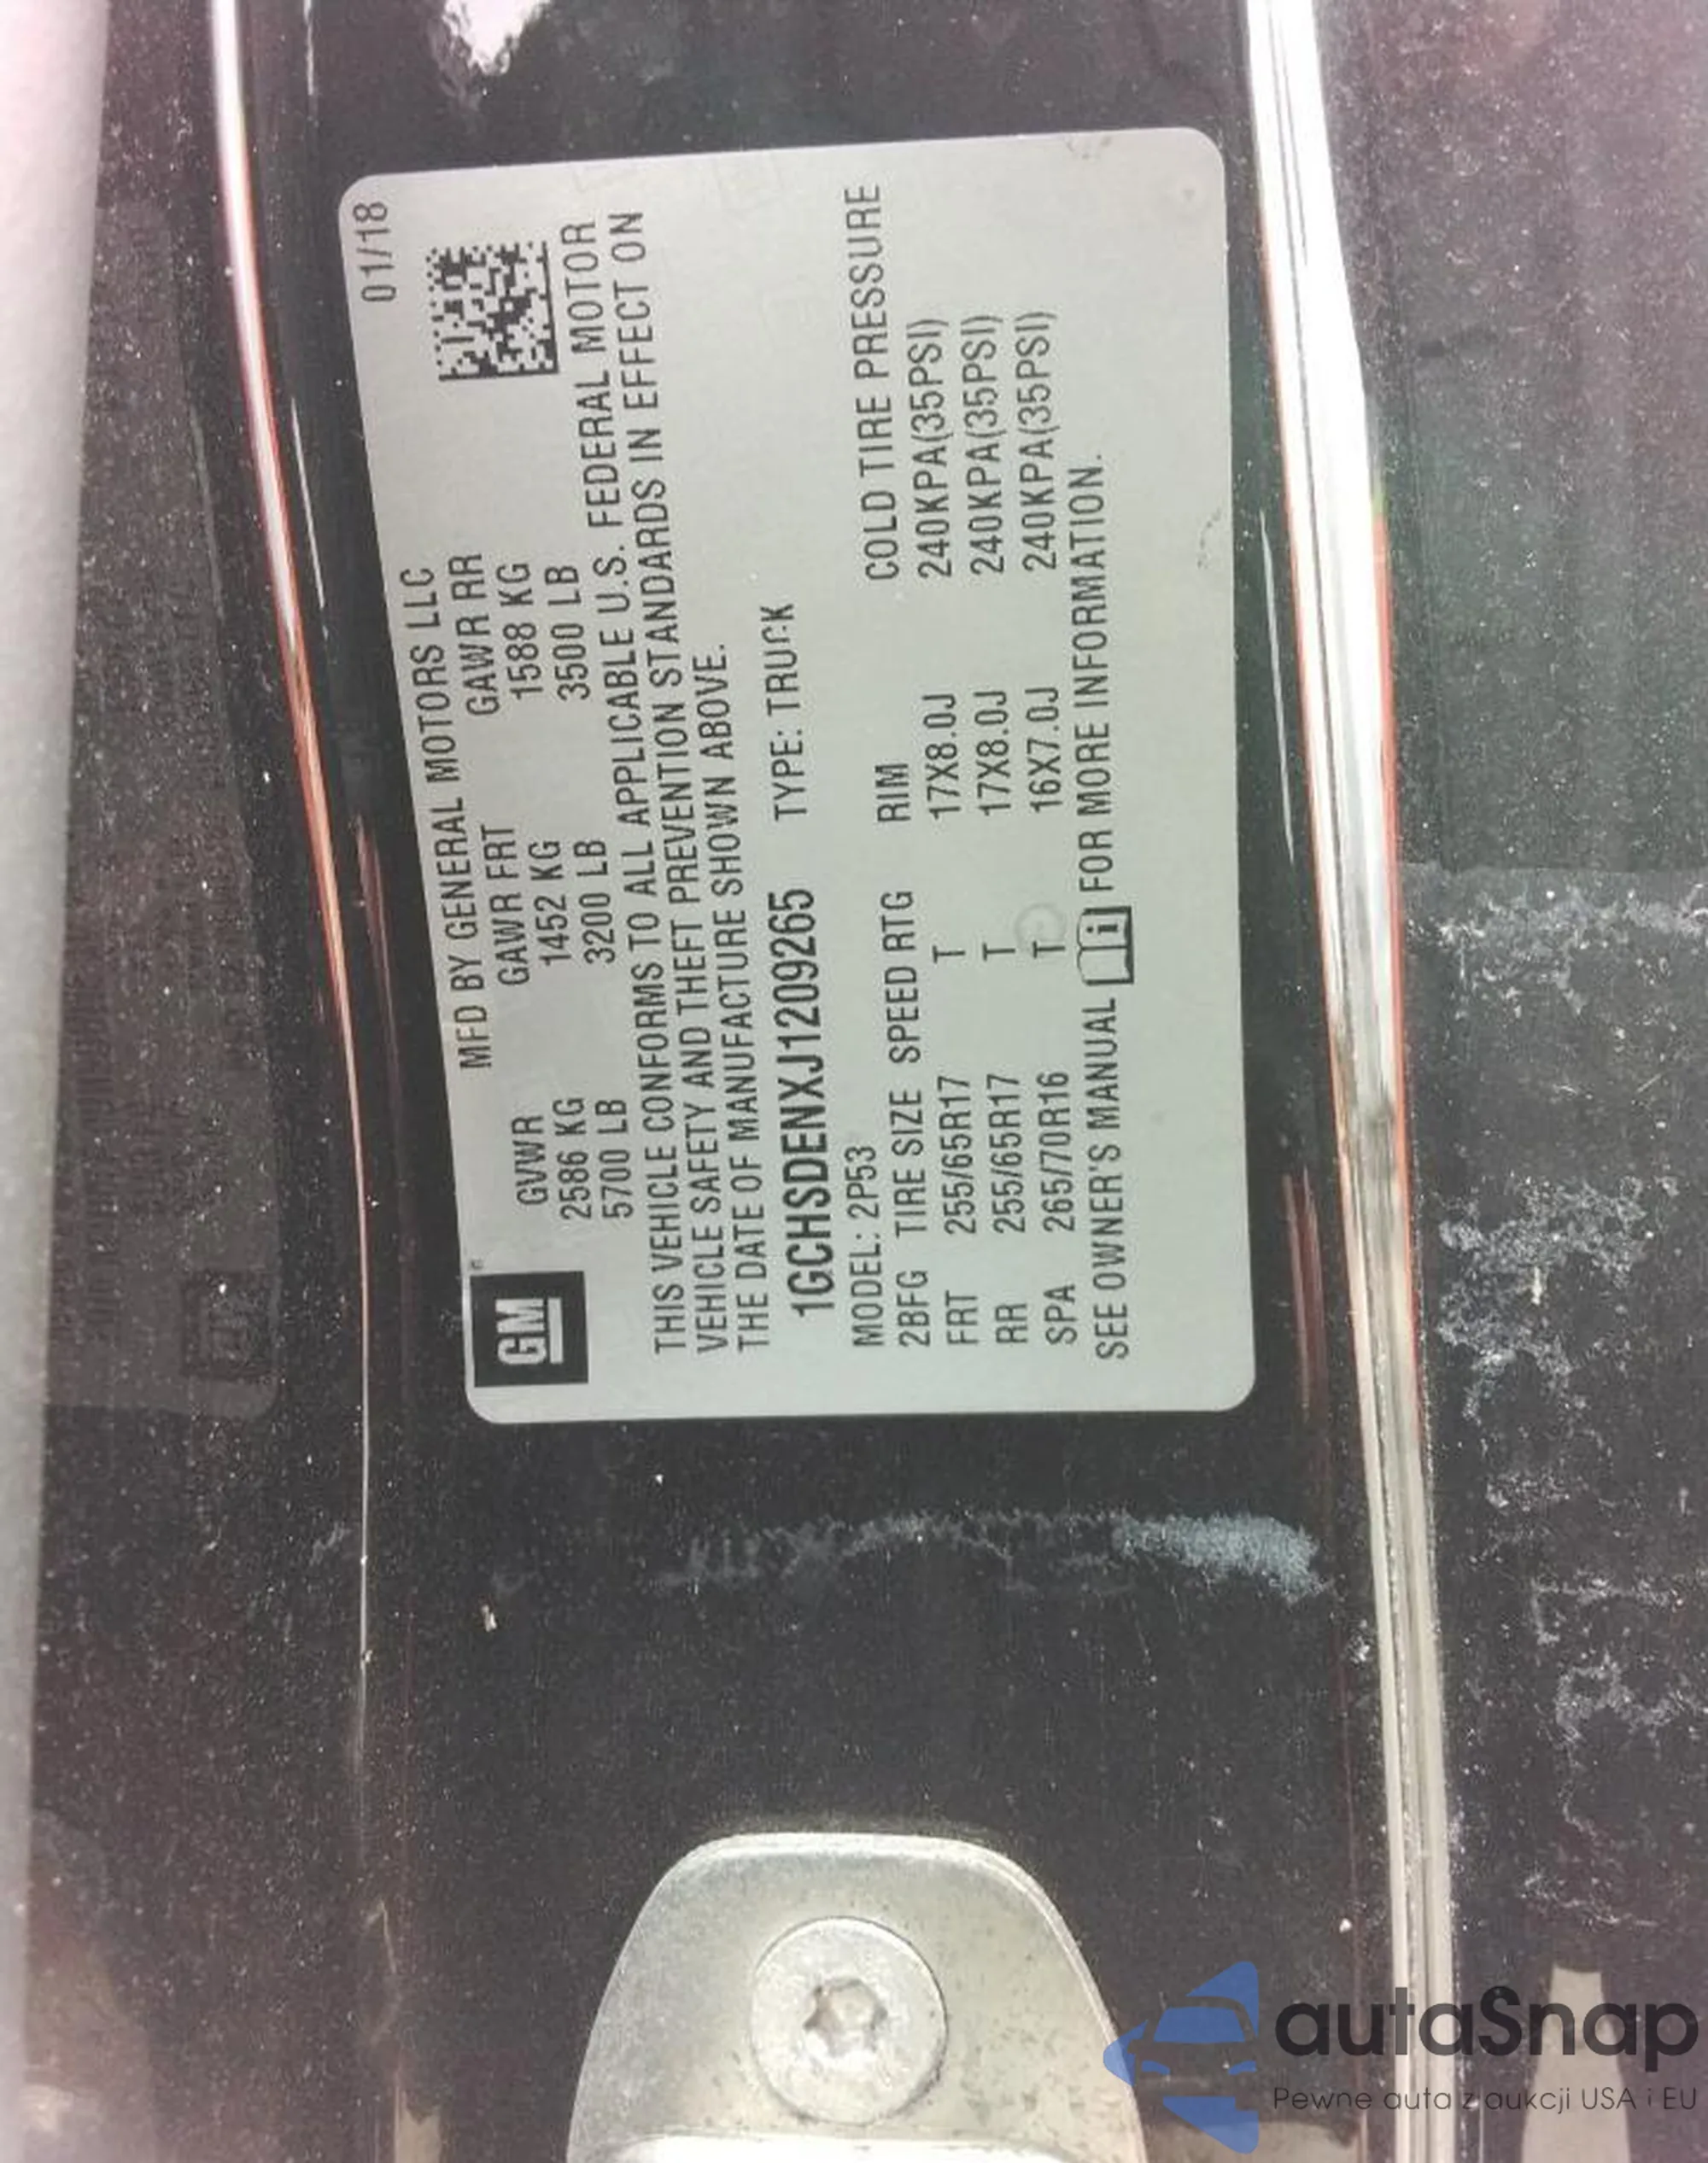 01/18
MFD BY GENERAL MOTORS LLC
GM
GVWR GAWR FRT GAWR RR
2586 KG 1452 KG 1588 KG
5700 LB 3200 LB 3500 LB
THIS VEHICLE CONFORMS TO ALL APPLICABLE U.S. FEDERAL MOTOR
VEHICLE SAFETY AND THEFT PREVENTION STANDARDS IN EFFECT ON
THE DATE OF MANUFACTURE SHOWN ABOVE.
1GCHSDENXJ1209265 TYPE: TRUCK
MODEL: 2P53
2BFG TIRE SIZE SPEED RTG RIM COLD TIRE PRESSURE
FRT 255/65R17 T 17X8.0J 240KPA(35PSI)
RR 255/65R17 T 17X8.0J 240KPA(35PSI)
SPA 265/70R16 T 16X7.0J 240KPA(35PSI)
SEE OWNER'S MANUAL i FOR MORE INFORMATION.
autaSnap
Pewne auta z aukcji USA i EU